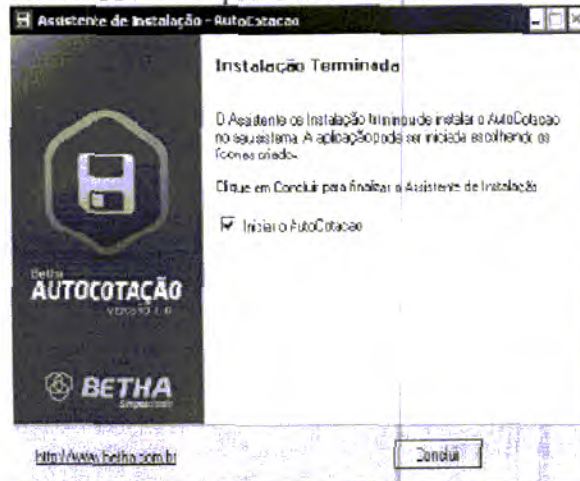 Assistente de Instalação - AutoCotacao
Instalação Terminada
O Assistente de Instalação terminou de instalar o AutoCotacao
no seu sistema. A aplicação pode ser iniciada escolhendo os
ícones criados.
Clique em Concluir para finalizar o Assistente de Instalação.
Iniciar o AutoCotacao
Betha
AUTOCOTAÇÃO
VERSÃO
BETHA
http://www.betha.com.br
Concluir